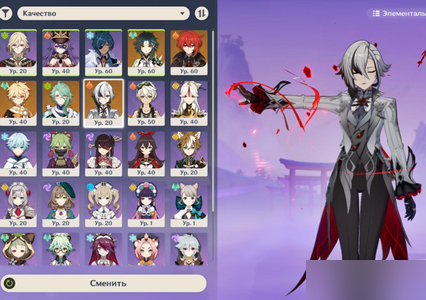 Качество
Элементаль
Ур. 20 Ур. 40 Ур. 60 Ур. 60 Ур. 60
Ур. 40 Ур. 20 Ур. 20 Ур. 40 Ур. 40
Ур. 40 Ур. 40 Ур. 40 Ур. 40 Ур. 40
Ур. 20 Ур. 20 Ур. 20 Ур. 1 Ур. 1
Сменить